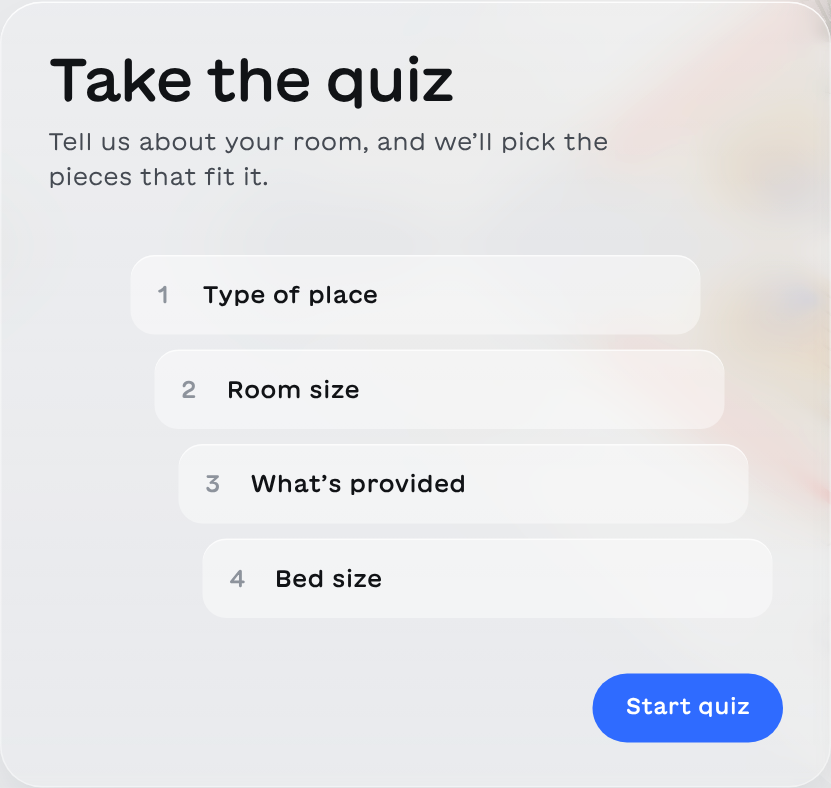 Take the quiz
Tell us about your room, and we’ll pick the
pieces that fit it.
1 Type of place
2 Room size
3 What’s provided
4 Bed size
Start quiz